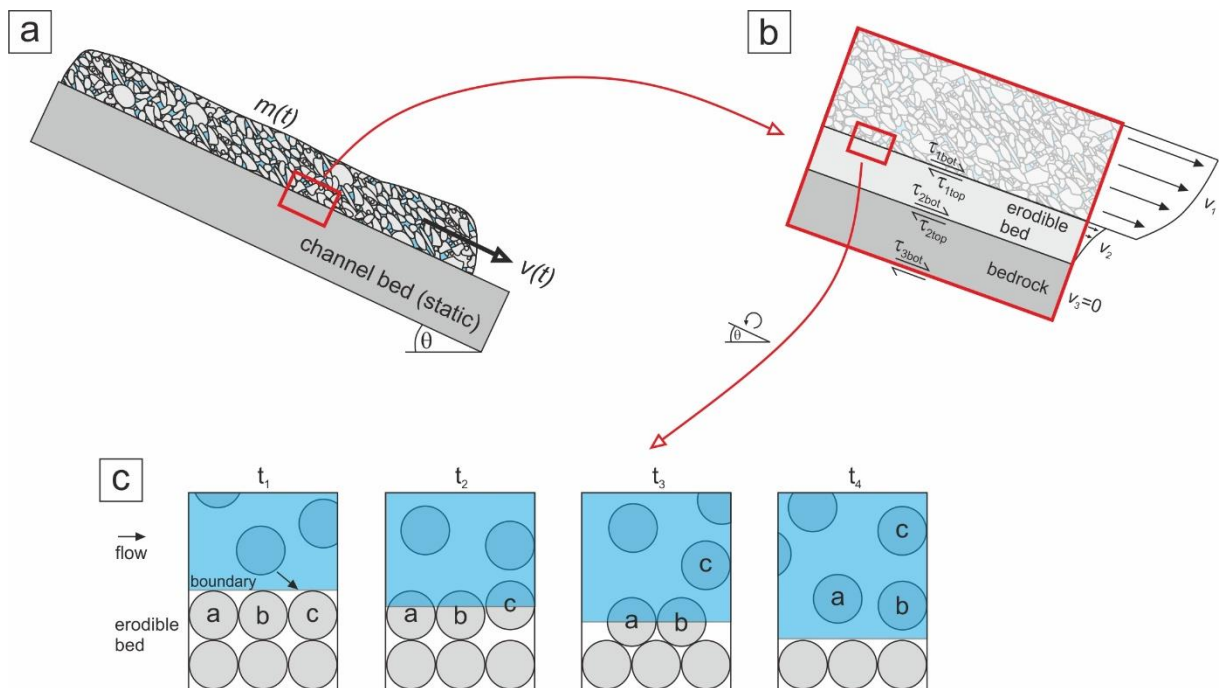 a
m(t)
channel bed (static)
v(t)
θ
b
τ1bot
τ1top
τ2bot
τ2top
τ3bot
erodible
bed
bedrock
v1
v2
v3=0
θ
c
t1
t2
t3
t4
flow
boundary
erodible
bed
a b c
a b c
a b c
a b c